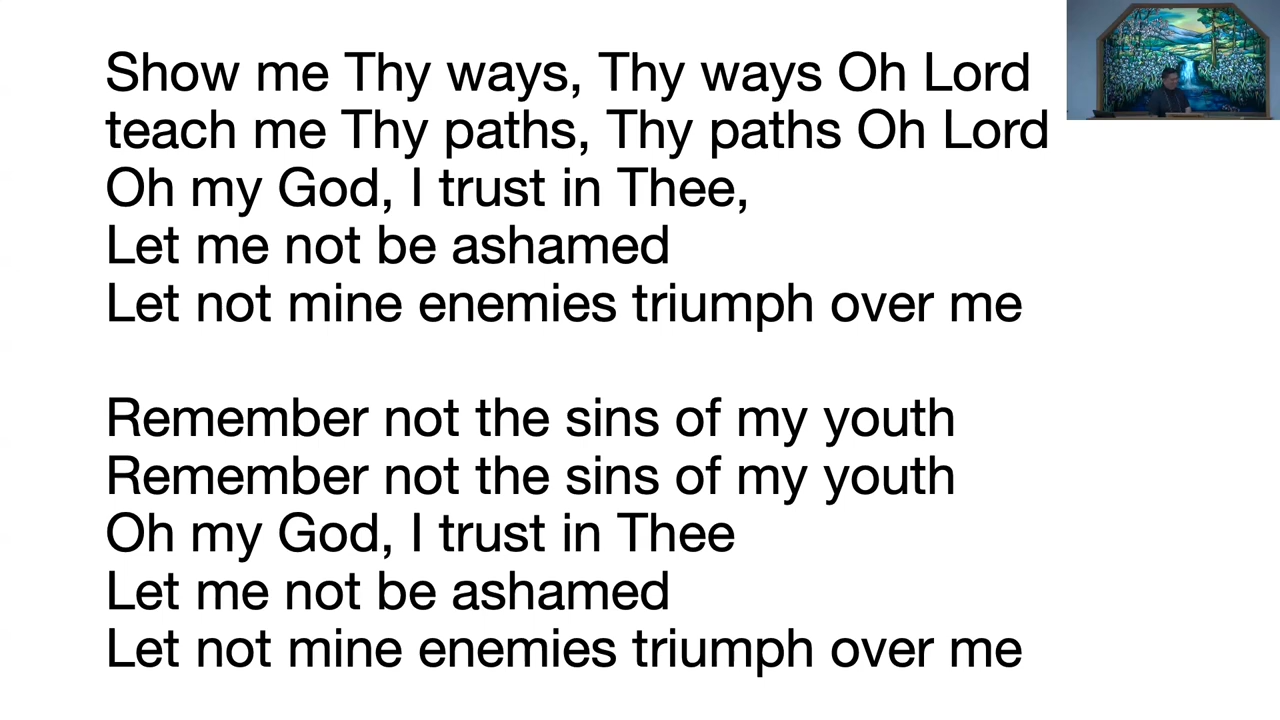 Show me Thy ways, Thy ways Oh Lord
teach me Thy paths, Thy paths Oh Lord
Oh my God, I trust in Thee,
Let me not be ashamed
Let not mine enemies triumph over me
Remember not the sins of my youth
Remember not the sins of my youth
Oh my God, I trust in Thee
Let me not be ashamed
Let not mine enemies triumph over me